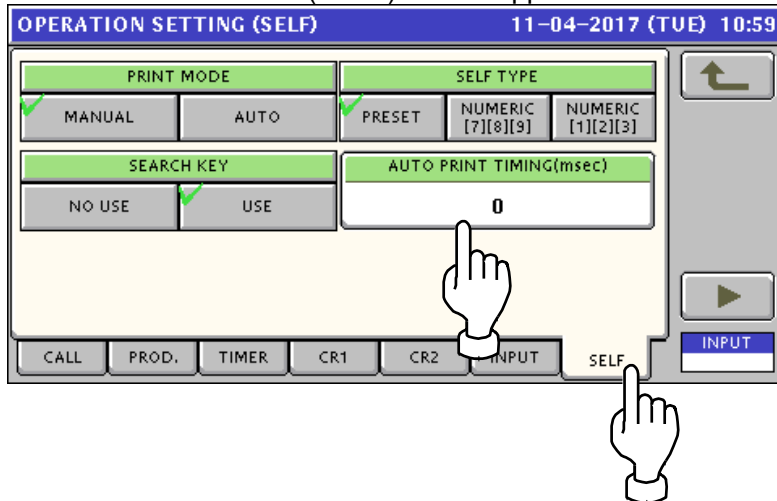 OPERATION SETTING (SELF) 11-04-2017 (TUE) 10:59
PRINT MODE SELF TYPE
MANUAL AUTO PRESET NUMERIC [7][8][9] NUMERIC [1][2][3]
SEARCH KEY AUTO PRINT TIMING(msec)
NO USE USE 0
CALL PROD. TIMER CR1 CR2 INPUT SELF
INPUT